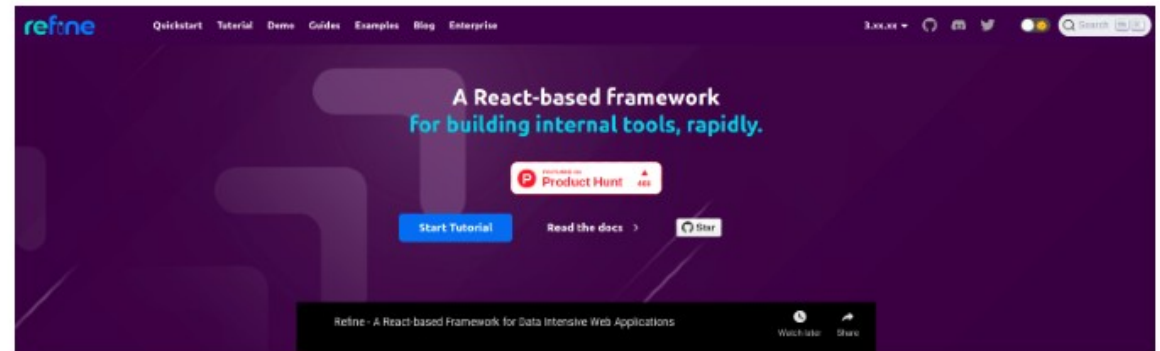 refine Quickstart Tutorial Demo Guides Examples Blog Enterprise 3.xx.xx Search
A React-based framework
for building internal tools, rapidly.
FEATURED ON
Product Hunt
Start Tutorial Read the docs Star
Refine - A React-based Framework for Data Intensive Web Applications
Watch later Share